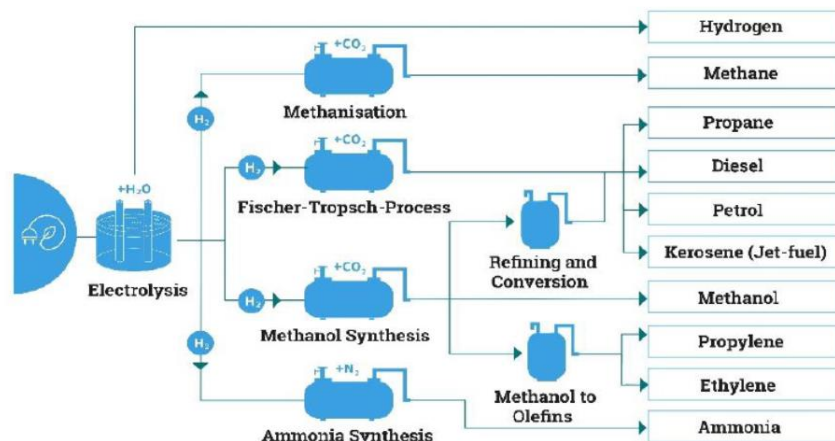 Hydrogen
+CO₂
Methane
Methanisation
H₂
Propane
+CO₂
H₂
Diesel
+H₂O
Fischer-Tropsch-Process
Petrol
Kerosene (Jet-fuel)
Refining and
Conversion
Electrolysis
+CO₂
H₂
Methanol
Methanol Synthesis
H₂
Propylene
+N₂
Methanol to
Olefins
Ethylene
Ammonia Synthesis
Ammonia